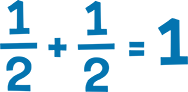 1/2 + 1/2 = 1